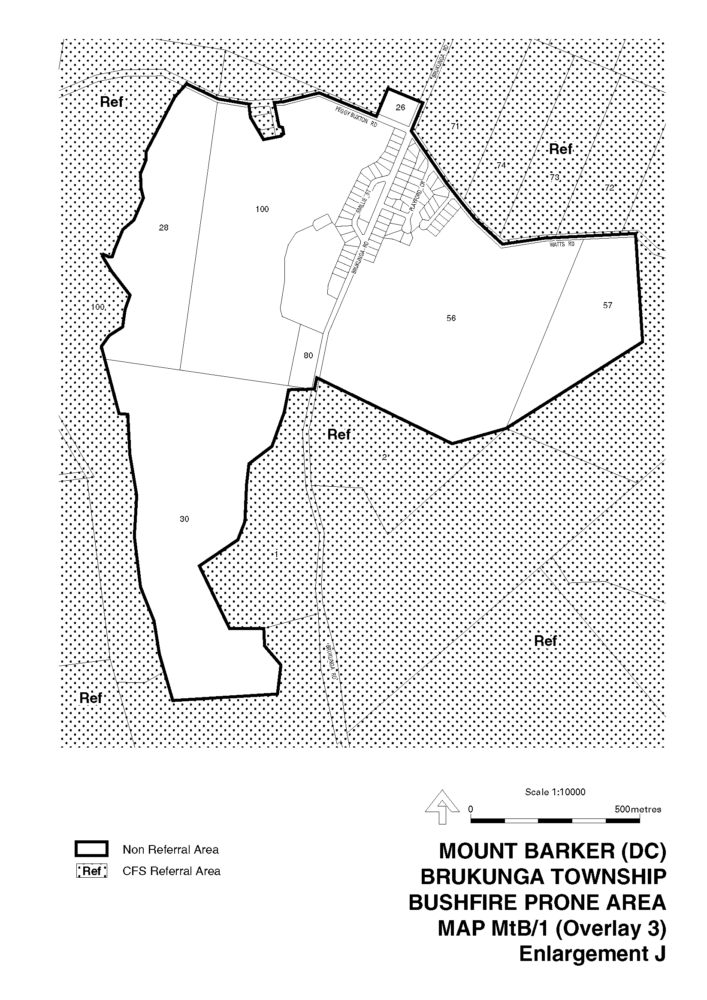 BRUKUNGA RD
Ref
26
PEGGY BUXTON RD
71
Ref
74
73
72
SMILLIE ST
PLAYFORD CR
100
28
BRUKUNGA RD
WATTS RD
100
56
57
80
Ref
2
30
1
Ref
BRUKUNGA RD
Ref
Scale 1:10000
0
500metres
Non Referral Area
Ref CFS Referral Area
MOUNT BARKER (DC)
BRUKUNGA TOWNSHIP
BUSHFIRE PRONE AREA
MAP MtB/1 (Overlay 3)
Enlargement J